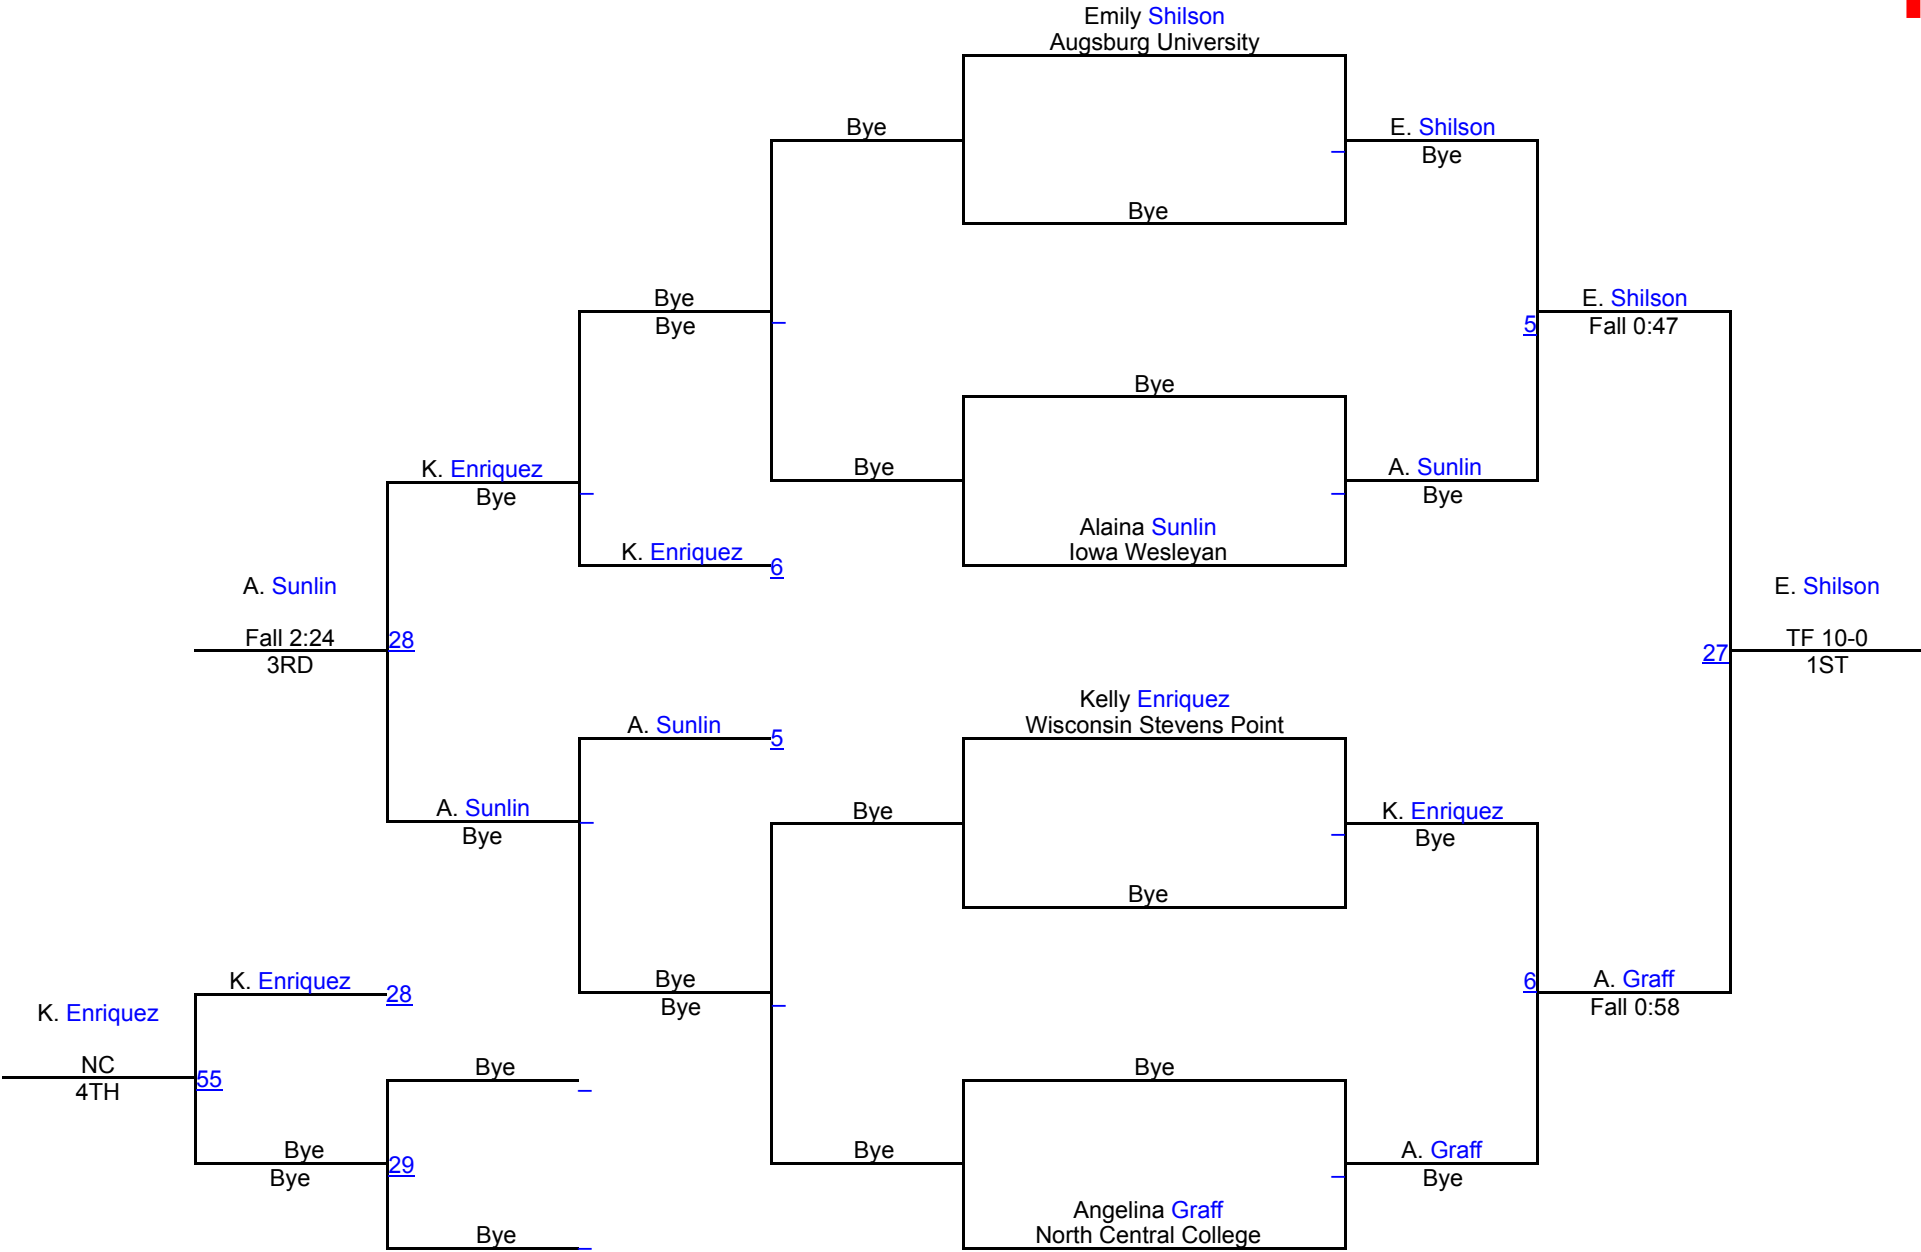 Emily Shilson
Augsburg University
Bye
E. Shilson
Bye
Bye
Bye
Bye
E. Shilson
5
Fall 0:47
Bye
K. Enriquez
Bye
Bye
A. Sunlin
Bye
Alaina Sunlin
Iowa Wesleyan
K. Enriquez
6
A. Sunlin
E. Shilson
Fall 2:24
28
3RD
TF 10-0
27
1ST
Kelly Enriquez
Wisconsin Stevens Point
A. Sunlin
5
A. Sunlin
Bye
Bye
K. Enriquez
Bye
Bye
K. Enriquez
28
Bye
Bye
6
A. Graff
Fall 0:58
K. Enriquez
NC
55
4TH
Bye
Bye
Bye
Bye
29
Bye
A. Graff
Bye
Angelina Graff
North Central College
Bye